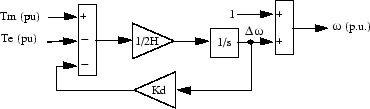 Tm (pu)
+
1
+
Te (pu)
−
1/2H
1/s
Δω
+
ω (p.u.)
−
Kd